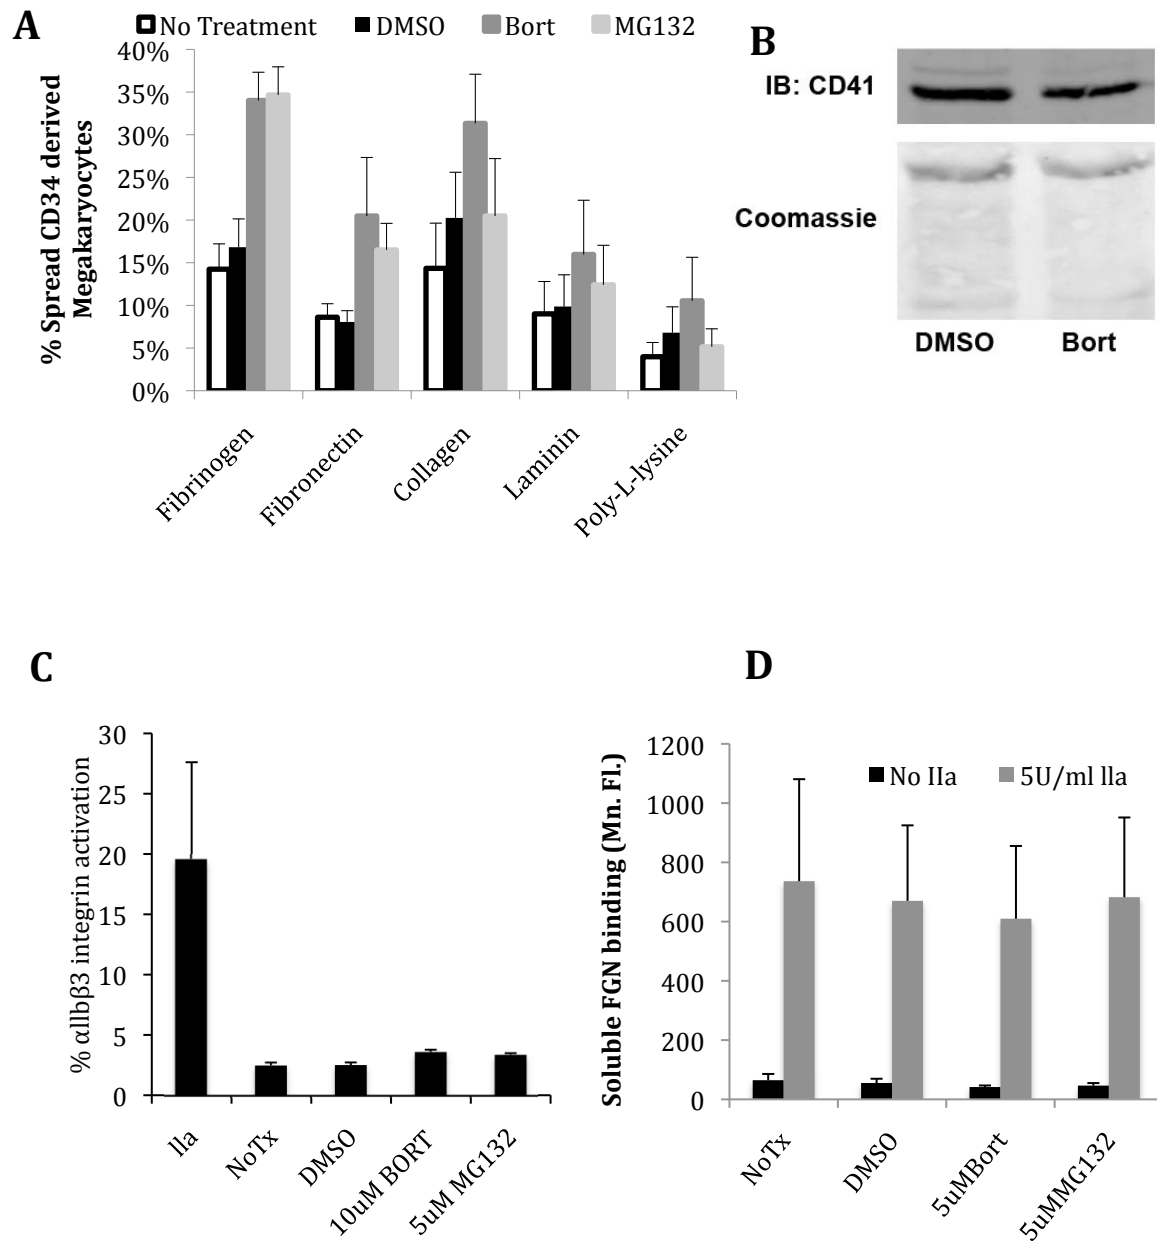 A
No Treatment DMSO Bort MG132
% Spread CD34 derived
Megakaryocytes
40%
35%
30%
25%
20%
15%
10%
5%
0%
Fibrinogen
Fibronectin
Collagen
Laminin
Poly-L-lysine
B
IB: CD41
Coomassie
DMSO Bort
C
% αllbβ3 integrin activation
30
25
20
15
10
5
0
lla
NoTx
DMSO
10uM BORT
5uM MG132
D
Soluble FGN binding (Mn. Fl.)
No IIa 5U/ml lla
1200
1000
800
600
400
200
0
NoTx
DMSO
5uMBort
5uMMG132